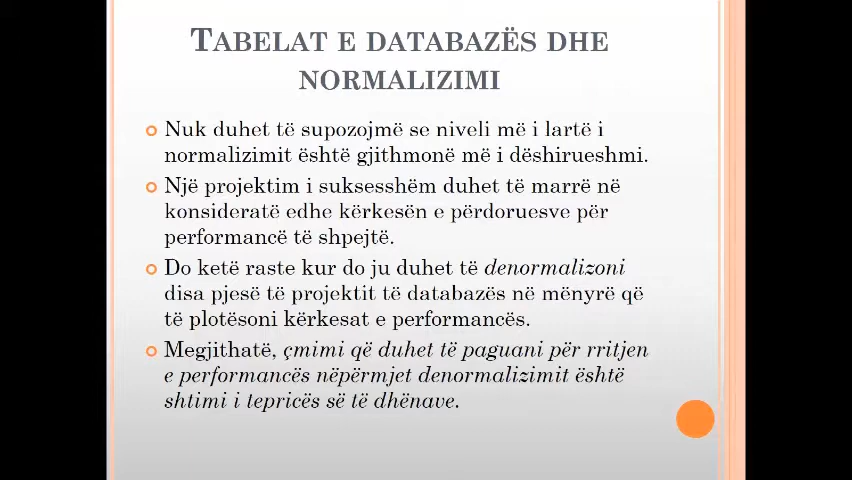 TABELAT E DATABAZËS DHE
NORMALIZIMI
Nuk duhet të supozojmë se niveli më i lartë i
normalizimit është gjithmonë më i dëshirueshmi.
Një projektim i suksesshëm duhet të marrë në
konsideratë edhe kërkesën e përdoruesve për
performancë të shpejtë.
Do ketë raste kur do ju duhet të denormalizoni
disa pjesë të projektit të databazës në mënyrë që
të plotësoni kërkesat e performancës.
Megjithatë, çmimi që duhet të paguani për rritjen
e performancës nëpërmjet denormalizimit është
shtimi i tepricës së të dhënave.